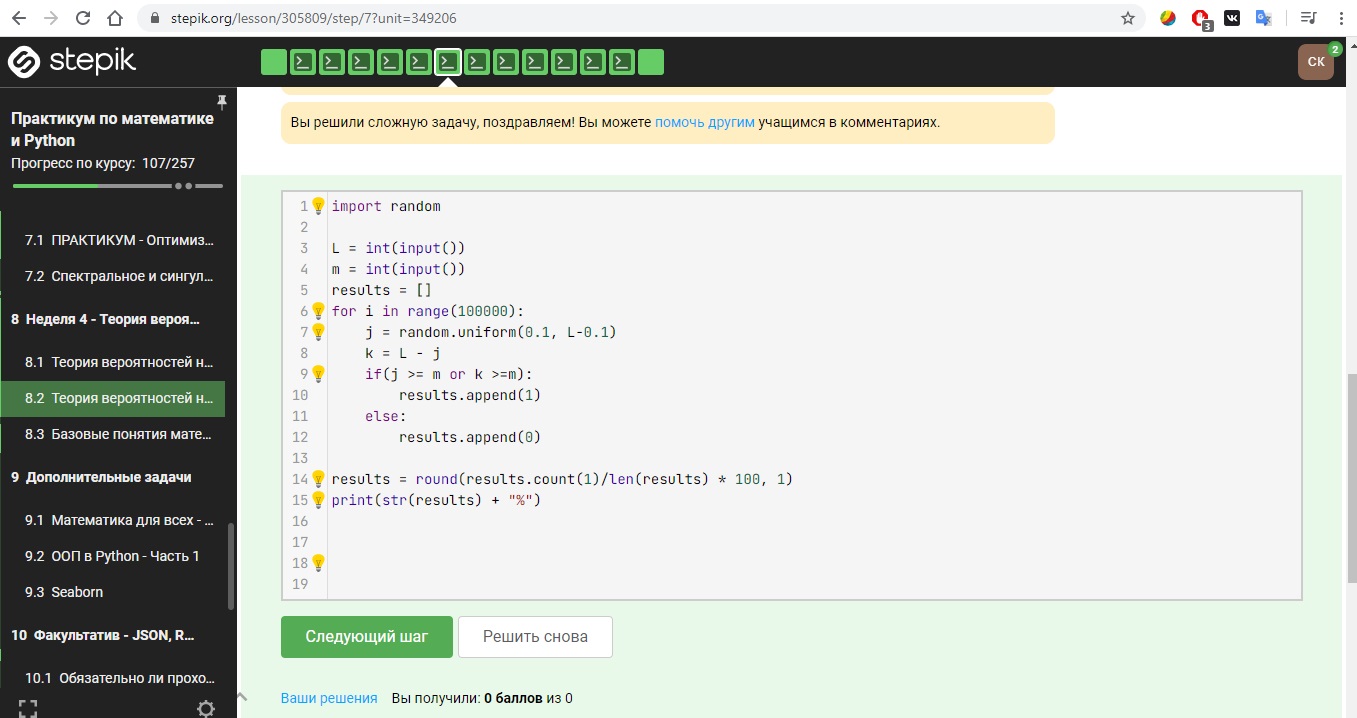 stepik.org/lesson/305809/step/7?unit=349206
3
stepik
СК
2
Практикум по математике
и Python
Прогресс по курсу: 107/257
7.1 ПРАКТИКУМ - Оптимиз...
7.2 Спектральное и сингул...
8 Неделя 4 - Теория вероя...
8.1 Теория вероятностей н...
8.2 Теория вероятностей н...
8.3 Базовые понятия мате...
9 Дополнительные задачи
9.1 Математика для всех - ...
9.2 ООП в Python - Часть 1
9.3 Seaborn
10 Факультатив - JSON, R...
10.1 Обязательно ли прохо...
Вы решили сложную задачу, поздравляем! Вы можете помочь другим учащимся в комментариях.
1 import random
2
3 L = int(input())
4 m = int(input())
5 results = []
6 for i in range(100000):
7     j = random.uniform(0.1, L-0.1)
8     k = L - j
9     if(j >= m or k >=m):
10         results.append(1)
11     else:
12         results.append(0)
13
14 results = round(results.count(1)/len(results) * 100, 1)
15 print(str(results) + "%")
16
17
18
19
Следующий шаг
Решить снова
Ваши решения Вы получили: 0 баллов из 0